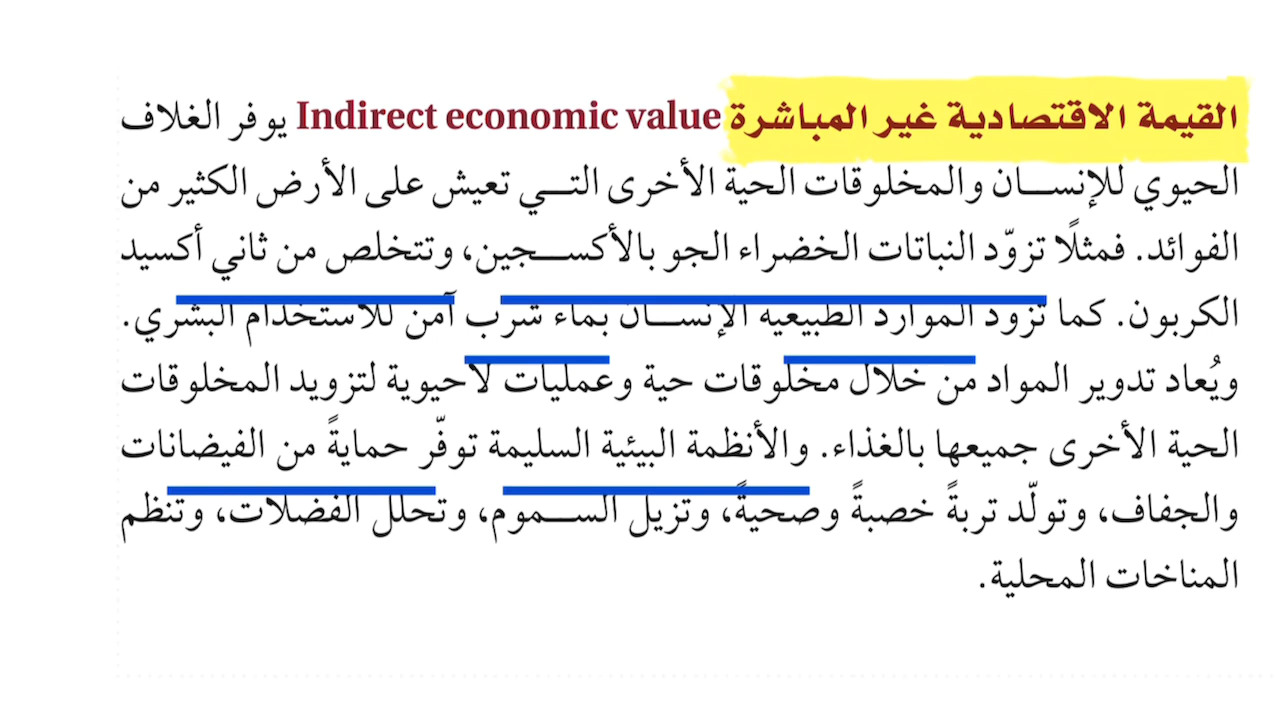 القيمة الاقتصادية غير المباشرة Indirect economic value يوفر الغلاف
الحيوي للإنسان والمخلوقات الحية الأخرى التي تعيش على الأرض الكثير من
الفوائد. فمثلًا تزوّد النباتات الخضراء الجو بالأكسجين، وتتخلص من ثاني أكسيد
الكربون. كما تزود الموارد الطبيعيه الإنسان بماء شرب آمن للاستخدام البشري.
ويُعاد تدوير المواد من خلال مخلوقات حية وعمليات لاحيوية لتزويد المخلوقات
الحية الأخرى جميعها بالغذاء. والأنظمة البيئية السليمة توفّر حمايةً من الفيضانات
والجفاف، وتولّد تربةً خصبةً وصحيةً، وتزيل السموم، وتحلل الفضلات، وتنظم
المناخات المحلية.